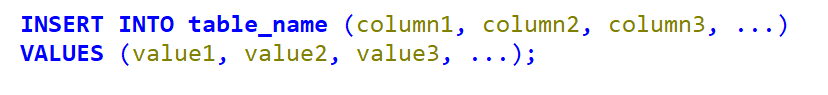 INSERT INTO table_name (column1, column2, column3, ...)
VALUES (value1, value2, value3, ...);